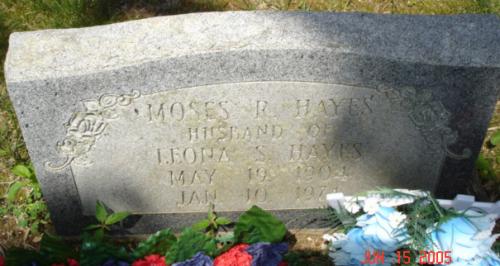 MOSES R. HAYES
HUSBAND OF
LEONA S. HAYES
MAY 19 1904
JAN 10
JUN 15 2005